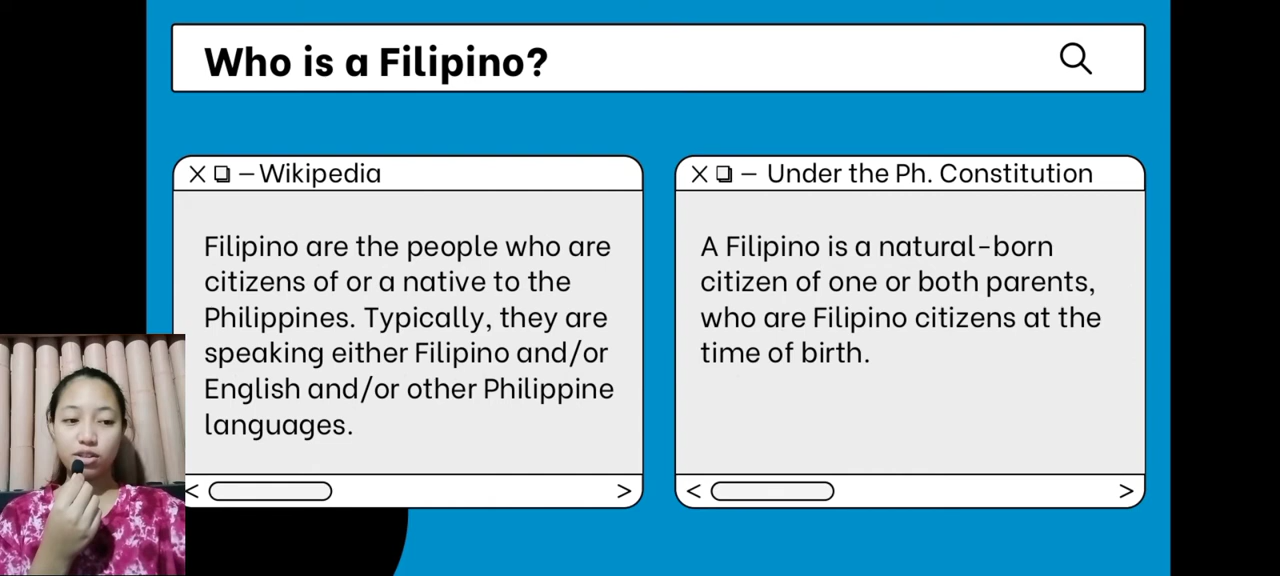 Who is a Filipino?
Wikipedia
Filipino are the people who are
citizens of or a native to the
Philippines. Typically, they are
speaking either Filipino and/or
English and/or other Philippine
languages.
Under the Ph. Constitution
A Filipino is a natural-born
citizen of one or both parents,
who are Filipino citizens at the
time of birth.